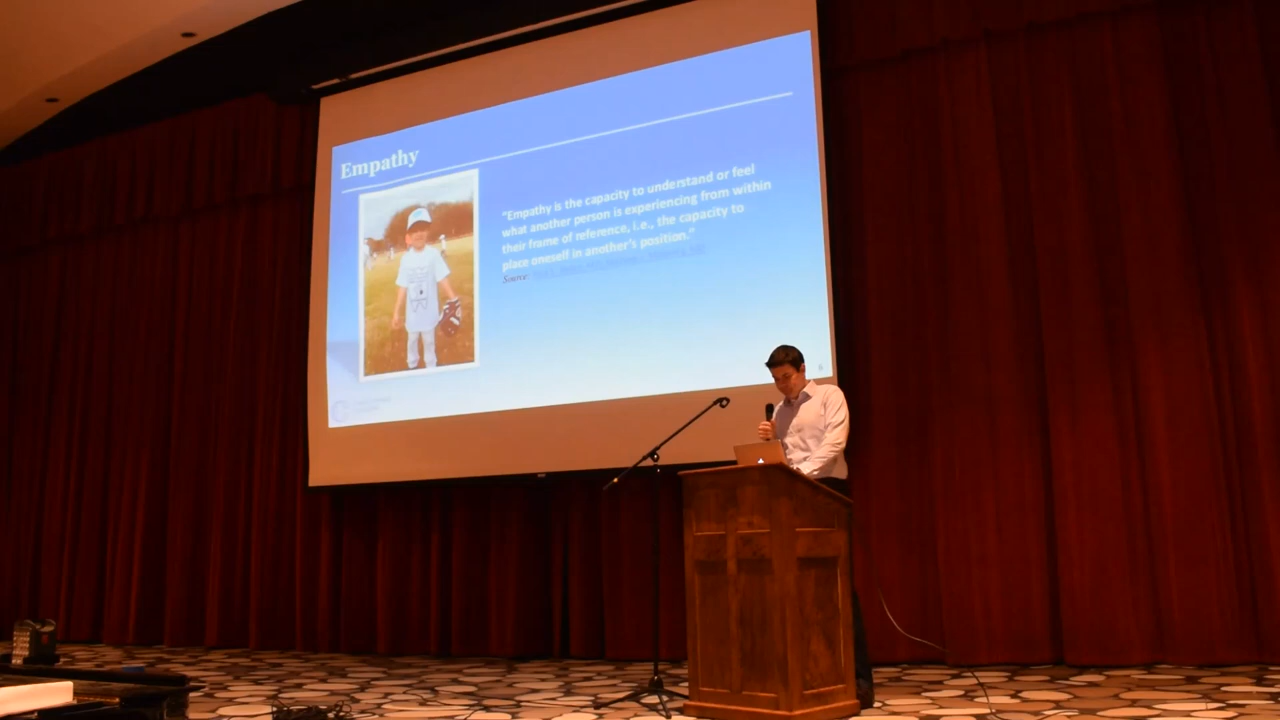 Empathy
"Empathy is the capacity to understand or feel
what another person is experiencing from within
their frame of reference, i.e., the capacity to
place oneself in another's position."
Source:
8